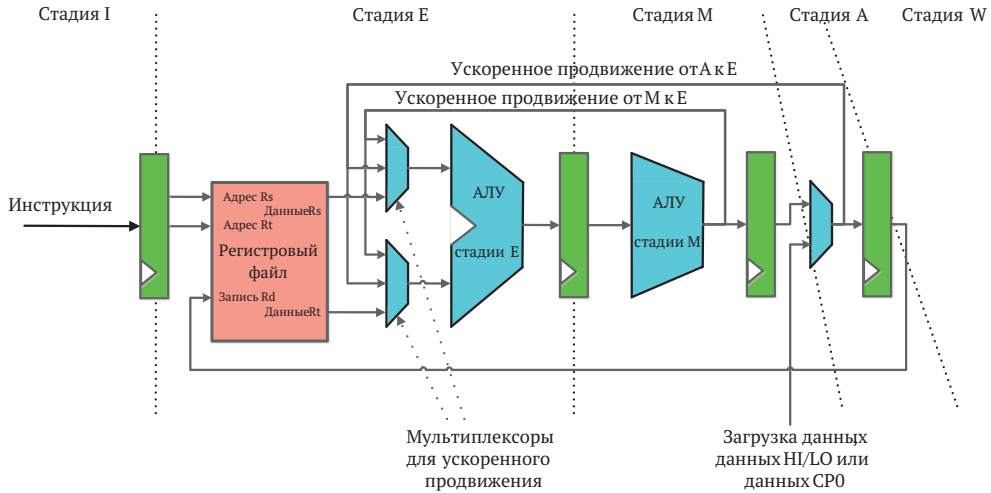 Стадия I
Стадия E
Стадия M
Стадия A
Стадия W
Ускоренное продвижение от A к E
Ускоренное продвижение от M к E
Инструкция
Адрес Rs
ДанныеRs
Адрес Rt
Регистровый
файл
Запись Rd
ДанныеRt
АЛУ
стадии E
АЛУ
стадии M
Мультиплексоры
для ускоренного
продвижения
Загрузка данных,
данных HI/LO или
данных CP0